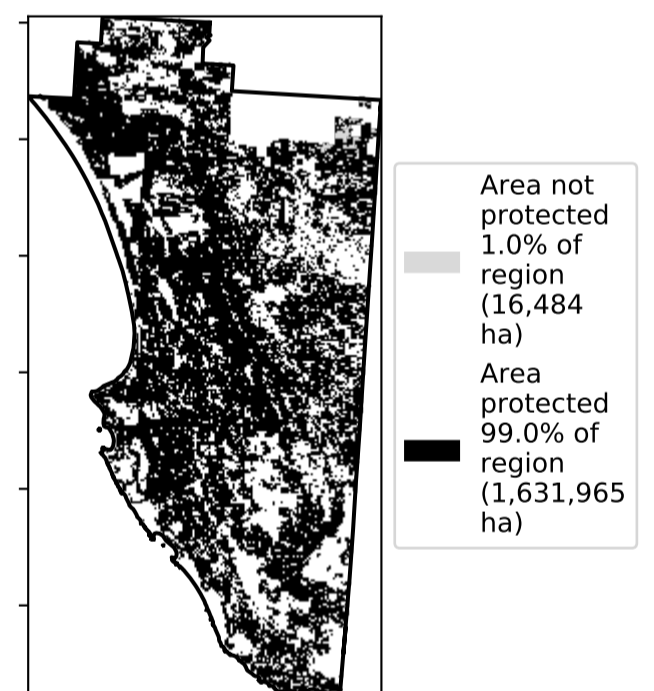 Area not
protected
1.0% of
region
(16,484
ha)
Area
protected
99.0% of
region
(1,631,965
ha)